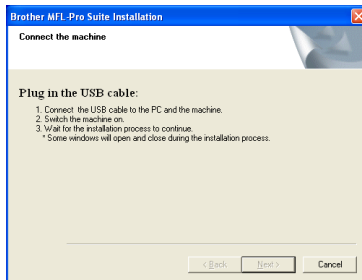 Brother MFL-Pro Suite Installation
Connect the machine
Plug in the USB cable:
1. Connect the USB cable to the PC and the machine.
2. Switch the machine on.
3. Wait for the installation process to continue.
* Some windows will open and close during the installation process.
< Back Next > Cancel